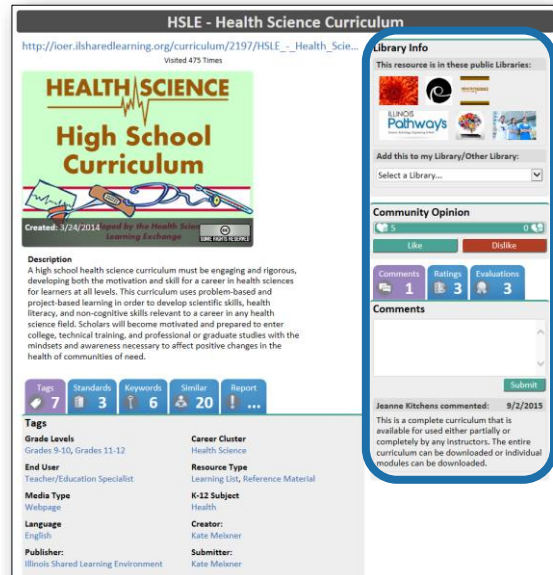 HSLE - Health Science Curriculum
http://ioer.ilsharedlearning.org/curriculum/2197/HSLE_-_Health_Scie...
Visited 475 Times
HEALTH SCIENCE
High School
Curriculum
Created: 3/24/2014
oped by the Health Scien
Learning Exchange
SOME RIGHTS RESERVED
Description
A high school health science curriculum must be engaging and rigorous,
developing both the motivation and skill for a career in health sciences
for learners at all levels. This curriculum uses problem-based and
project-based learning in order to develop scientific skills, health
literacy, and non-cognitive skills relevant to a career in any health
science field. Scholars will become motivated and prepared to enter
college, technical training, and professional or graduate studies with the
mindsets and awareness necessary to affect positive changes in the
health of communities of need.
Tags 7
Standards 3
Keywords 6
Similar 20
Report ...
Tags
Grade Levels
Grades 9-10, Grades 11-12
Career Cluster
Health Science
End User
Teacher/Education Specialist
Resource Type
Learning List, Reference Material
Media Type
Webpage
K-12 Subject
Health
Language
English
Creator:
Kate Meixner
Publisher:
Illinois Shared Learning Environment
Submitter:
Kate Meixner
Library Info
This resource is in these public Libraries:
ILLINOIS
Pathways
Add this to my Library/Other Library:
Select a Library...
Community Opinion
5
0
Like
Dislike
Comments 1
Ratings 3
Evaluations 3
Comments
Submit
Jeanne Kitchens commented: 9/2/2015
This is a complete curriculum that is
available for used either partially or
completely by any instructors. The entire
curriculum can be downloaded or individual
modules can be downloaded.